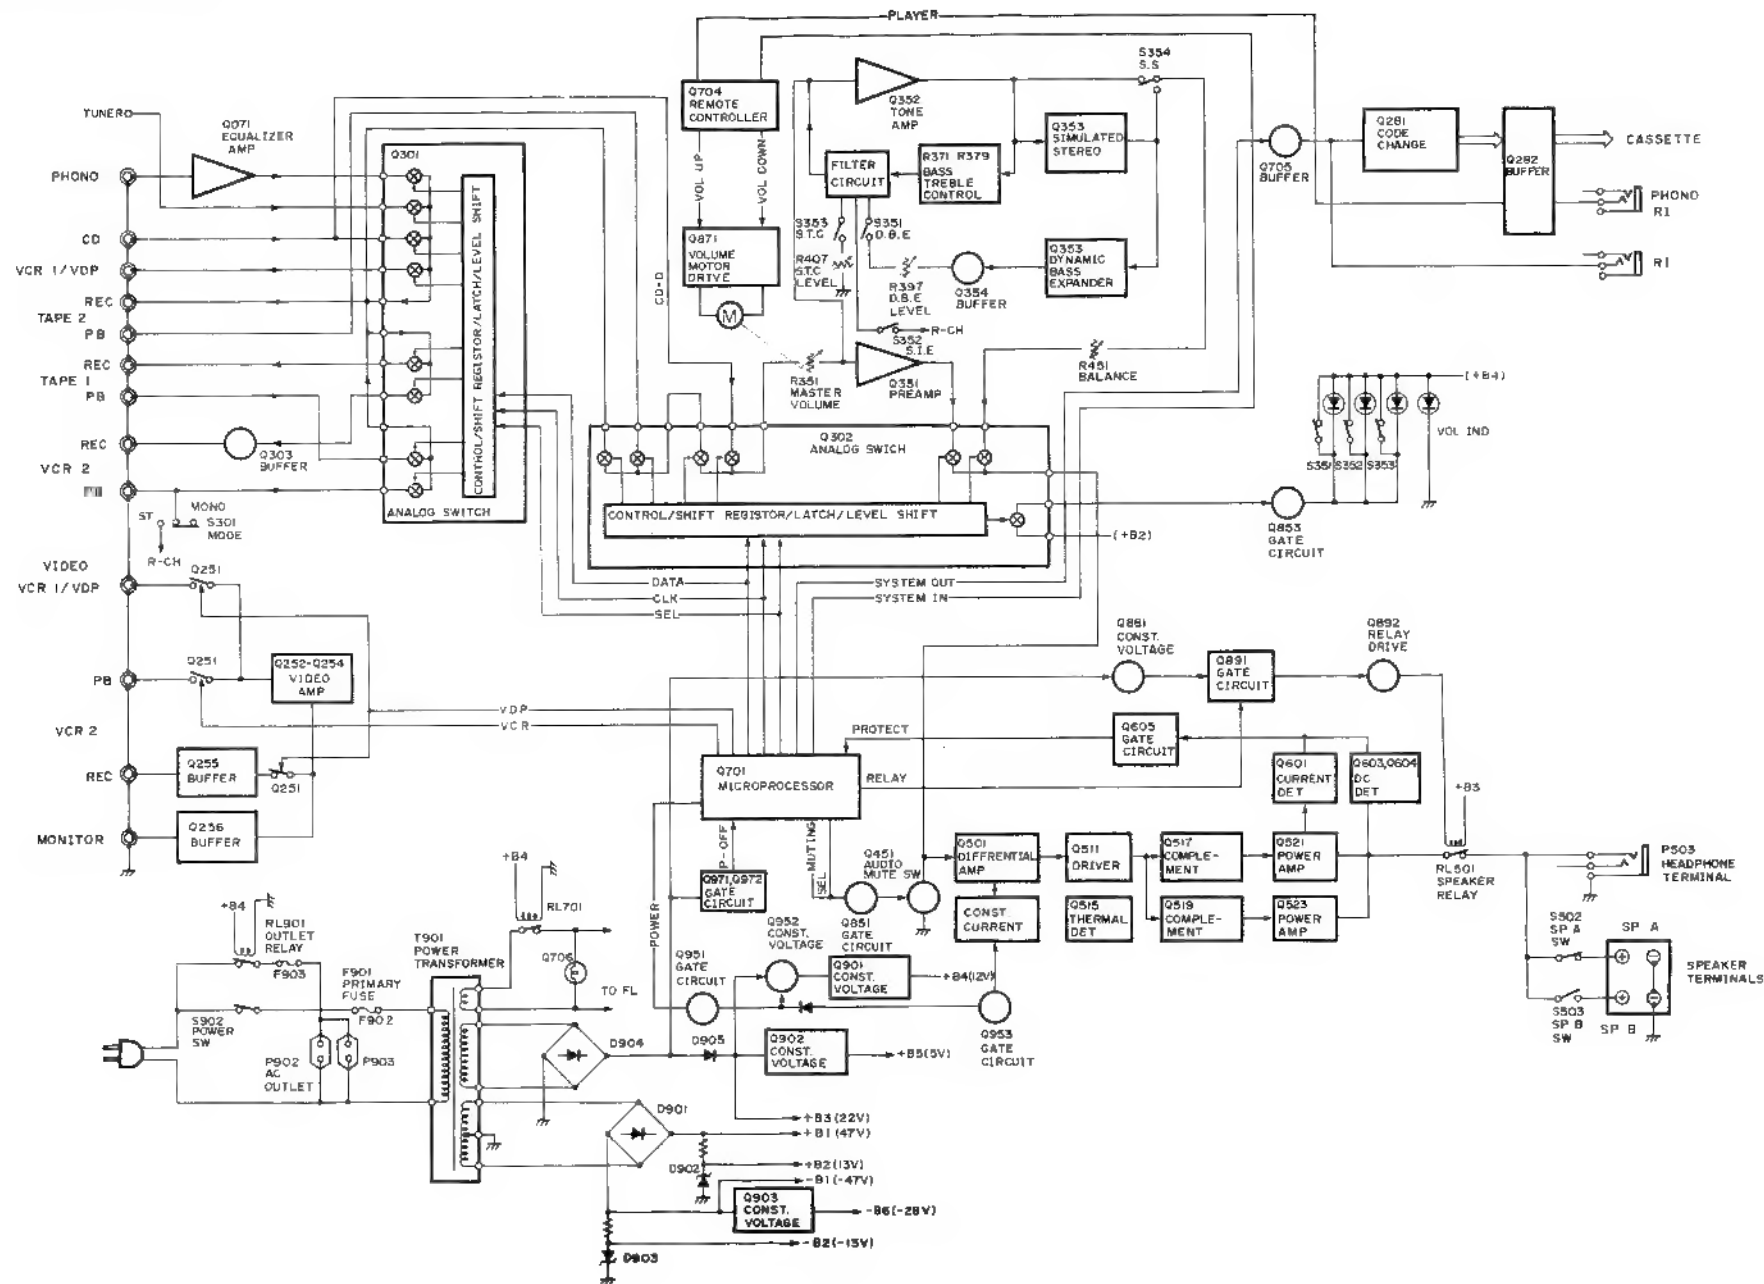 PLAYER
S354
S.S
Q704
REMOTE
CONTROLLER
Q352
TONE
AMP
TUNER
Q071
EQUALIZER
AMP
Q301
Q353
SIMULATED
STEREO
Q281
CODE
CHANGE
CASSETTE
Q705
BUFFER
Q282
BUFFER
FILTER
CIRCUIT
R371 R379
BASS
TREBLE
CONTROL
PHONO
VOL UP
VOL DOWN
PHONO
RI
S353
S.T.C
S351
D.B.E
CD
Q871
VOLUME
MOTOR
DRIVE
R407
S.T.C
LEVEL
Q353
DYNAMIC
BASS
EXPANDER
RI
VCR 1/VDP
CD-D
R397
D.B.E
LEVEL
Q354
BUFFER
REC
TAPE 2
PB
M
R-CH
S352
S.I.E
REC
TAPE 1
PB
R351
MASTER
VOLUME
Q351
PREAMP
R451
BALANCE
(+B4)
CONTROL/SHIFT REGISTOR/LATCH/LEVEL SHIFT
VOL IND
REC
Q303
BUFFER
VCR 2
Q302
ANALOG SWICH
S351 S352 S353
ANALOG SWITCH
CONTROL/SHIFT REGISTOR/LATCH/LEVEL SHIFT
ST
MONO
S301
MODE
R-CH
(+B2)
Q853
GATE
CIRCUIT
VIDEO
VCR 1/VDP
Q251
DATA
CLK
SEL
SYSTEM OUT
SYSTEM IN
Q881
CONST.
VOLTAGE
Q892
RELAY
DRIVE
PB
Q251
Q252-Q254
VIDEO
AMP
Q891
GATE
CIRCUIT
VDP
VCR
VCR 2
PROTECT
Q605
GATE
CIRCUIT
REC
Q255
BUFFER
Q251
Q701
MICROPROCESSOR
RELAY
Q601
CURRENT
DET
Q603,Q604
DC
DET
+B3
MONITOR
Q256
BUFFER
P-OFF
MUTING
SEL
Q451
AUDIO
MUTE SW
Q501
DIFFRENTIAL
AMP
Q511
DRIVER
Q517
COMPLE-
MENT
Q521
POWER
AMP
RL501
SPEAKER
RELAY
P503
HEADPHONE
TERMINAL
+B4
RL701
Q971,Q972
GATE
CIRCUIT
Q851
GATE
CIRCUIT
CONST.
CURRENT
Q515
THERMAL
DET
Q519
COMPLE-
MENT
Q523
POWER
AMP
+B4
RL901
OUTLET
RELAY
F903
F901
PRIMARY
FUSE
F902
T901
POWER
TRANSFORMER
Q706
TO FL
POWER
Q951
GATE
CIRCUIT
Q952
CONST.
VOLTAGE
Q901
CONST.
VOLTAGE
+B4(12V)
S502
SP A
SW
SP A
SPEAKER
TERMINALS
S503
SP B
SW
SP B
S902
POWER
SW
P902
AC
OUTLET
P903
D904
D905
Q902
CONST.
VOLTAGE
+B5(5V)
Q953
GATE
CIRCUIT
D901
+B3(22V)
+B1(47V)
D902
+B2(13V)
-B1(-47V)
Q903
CONST.
VOLTAGE
-B6(-28V)
-B2(-13V)
D903